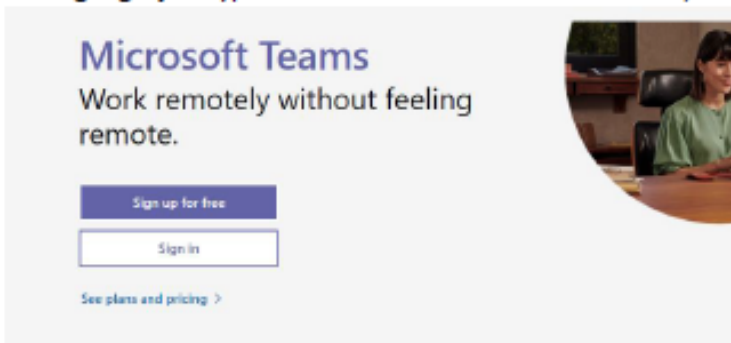 Microsoft Teams
Work remotely without feeling
remote.
Sign up for free
Sign in
See plans and pricing >